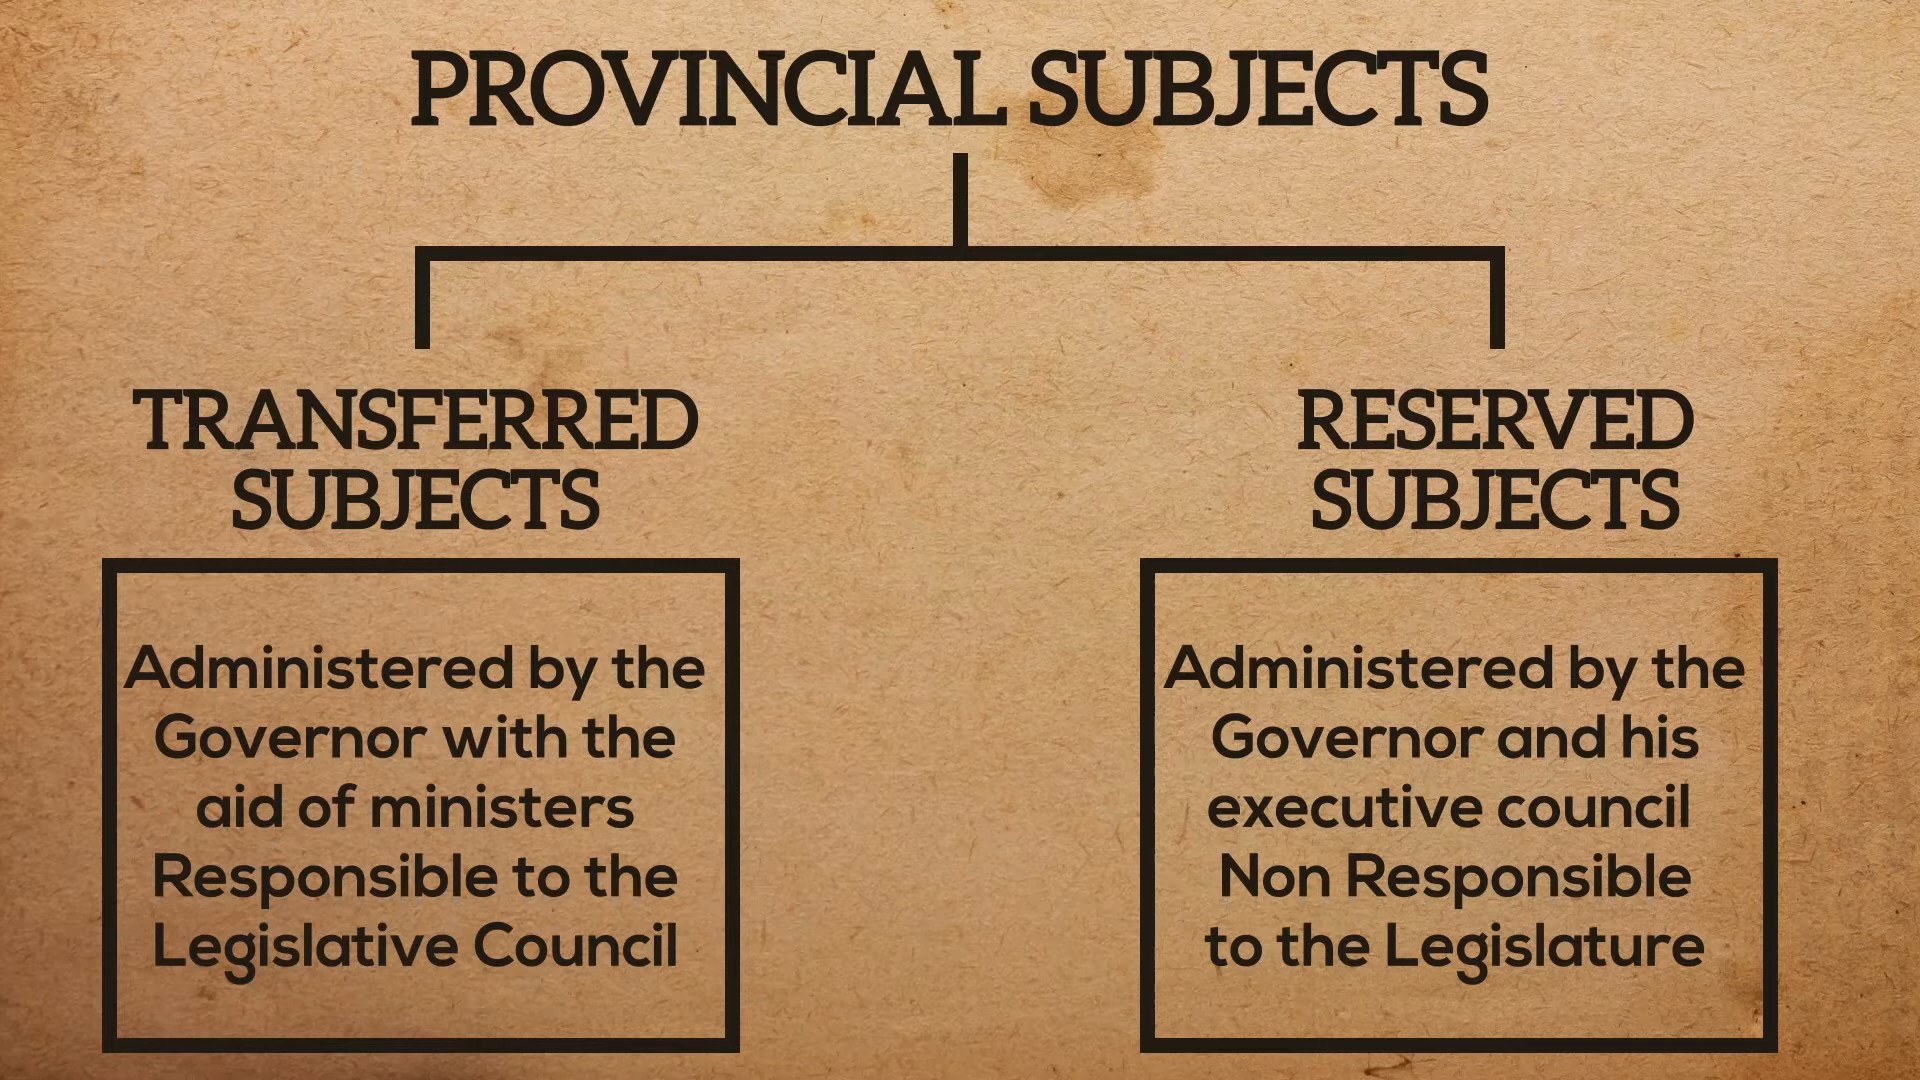 PROVINCIAL SUBJECTS
TRANSFERRED
SUBJECTS
Administered by the
Governor with the
aid of ministers
Responsible to the
Legislative Council
RESERVED
SUBJECTS
Administered by the
Governor and his
executive council
Non Responsible
to the Legislature